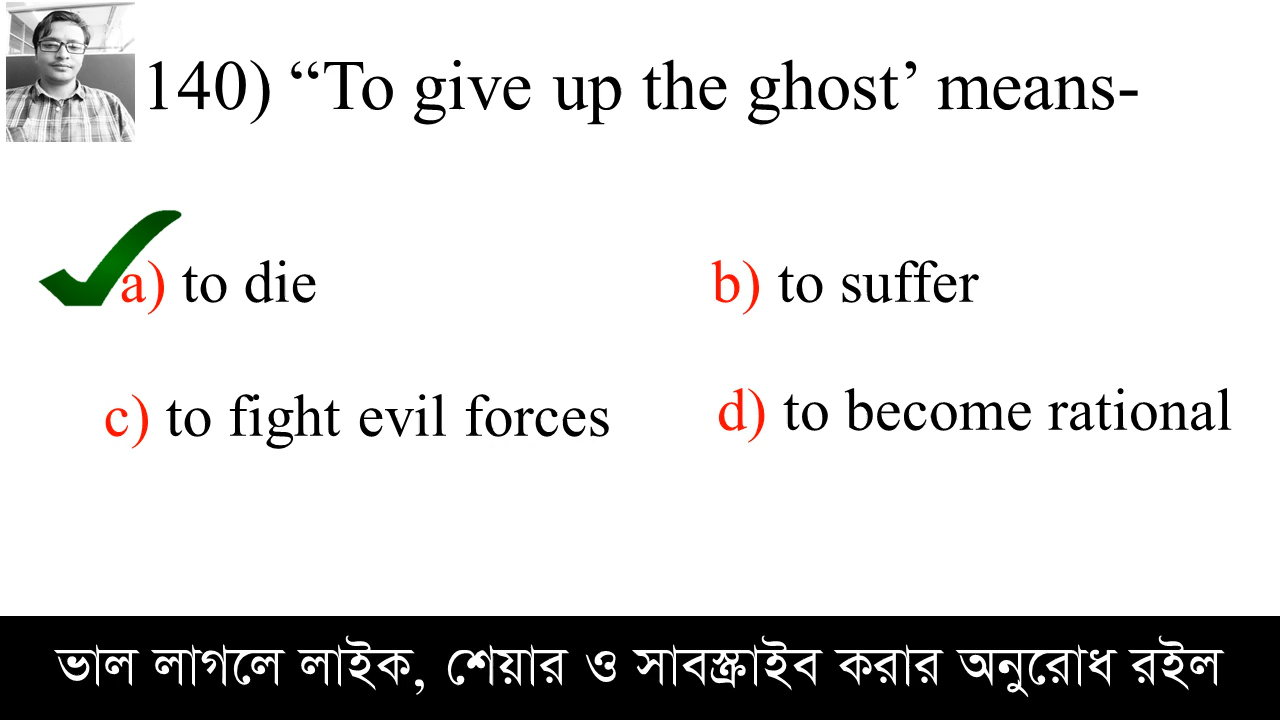 140) “To give up the ghost’ means-
a) to die
b) to suffer
c) to fight evil forces
d) to become rational
ভাল লাগলে লাইক, শেয়ার ও সাবস্ক্রাইব করার অনুরোধ রইল